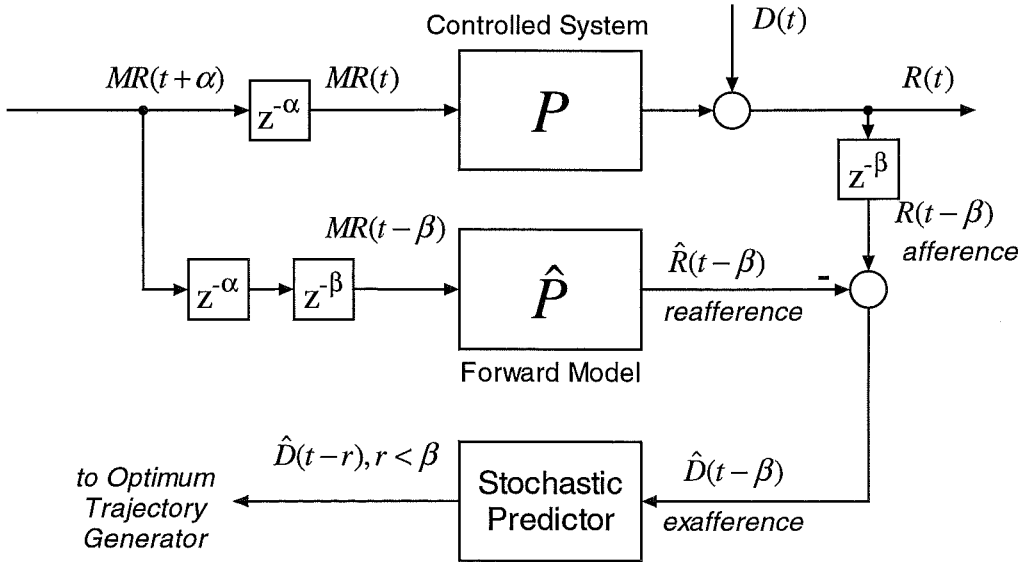 Controlled System
D(t)
MR(t+α)
z^-α
MR(t)
P
R(t)
z^-β
R(t−β)
afference
MR(t−β)
z^-α
z^-β
P̂
R̂(t−β)
reafference
-
Forward Model
to Optimum
Trajectory
Generator
D̂(t−r), r < β
Stochastic
Predictor
D̂(t−β)
exafference